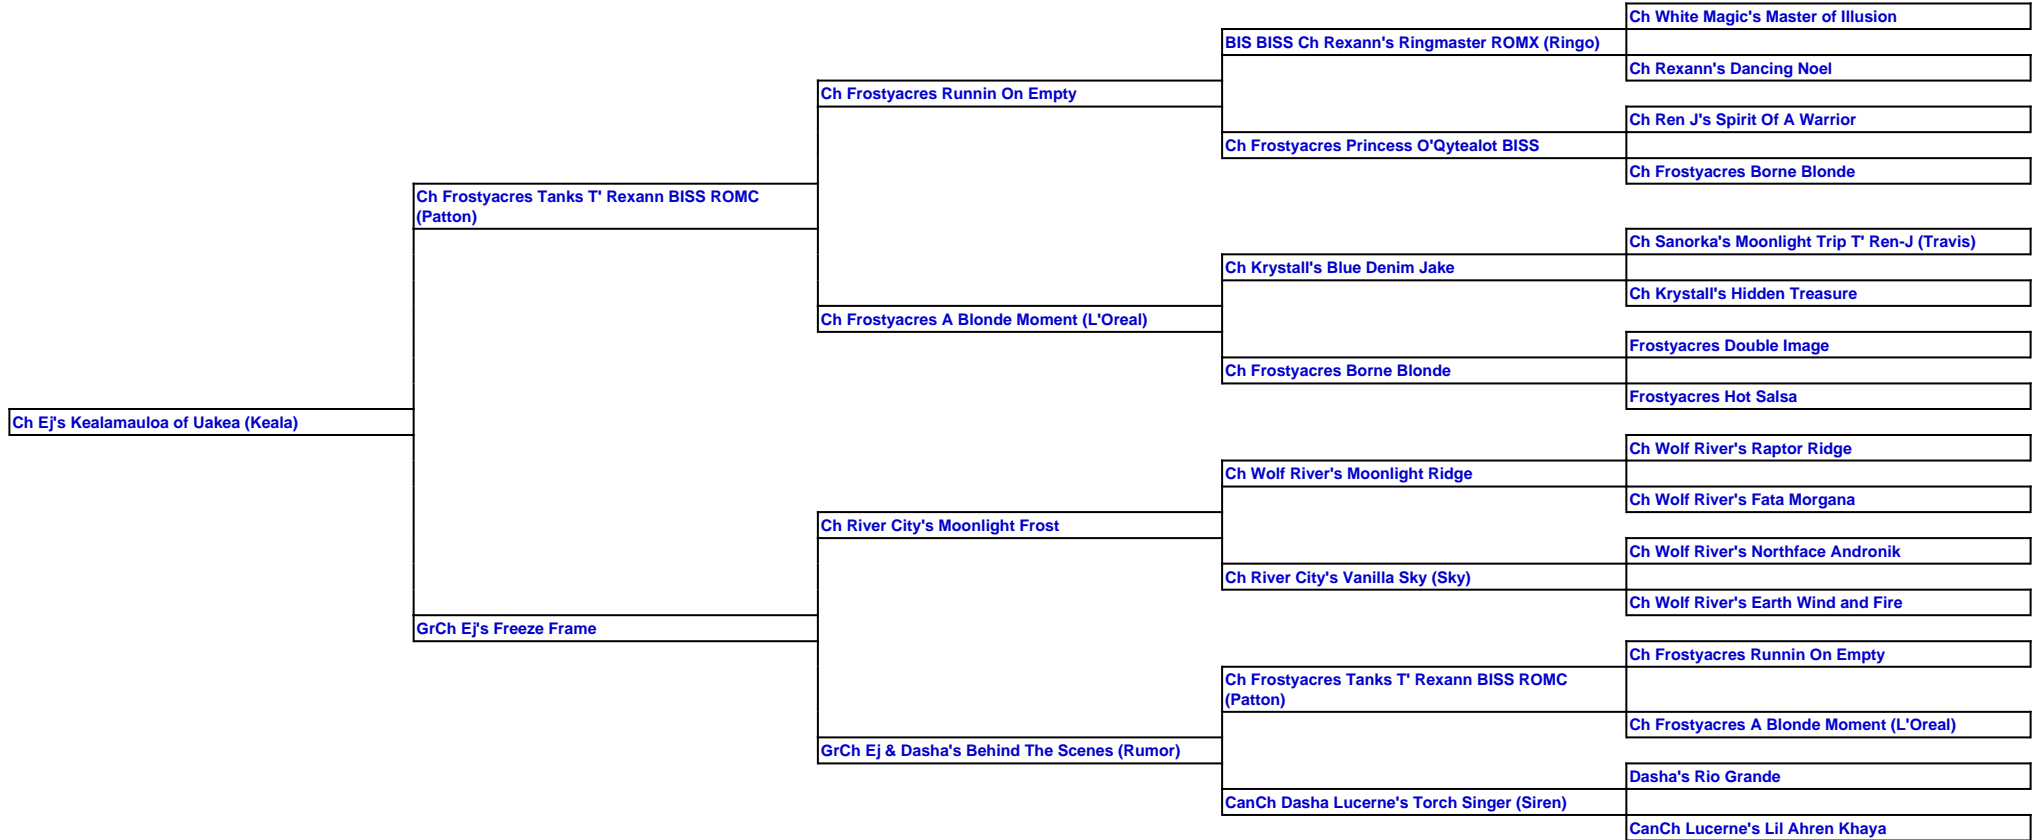 Ch White Magic's Master of Illusion
BIS BISS Ch Rexann's Ringmaster ROMX (Ringo)
Ch Rexann's Dancing Noel
Ch Frostyacres Runnin On Empty
Ch Ren J's Spirit Of A Warrior
Ch Frostyacres Princess O'Qytealot BISS
Ch Frostyacres Borne Blonde
Ch Frostyacres Tanks T' Rexann BISS ROMC
(Patton)
Ch Sanorka's Moonlight Trip T' Ren-J (Travis)
Ch Krystall's Blue Denim Jake
Ch Krystall's Hidden Treasure
Ch Frostyacres A Blonde Moment (L'Oreal)
Frostyacres Double Image
Ch Frostyacres Borne Blonde
Frostyacres Hot Salsa
Ch Ej's Kealamauloa of Uakea (Keala)
Ch Wolf River's Raptor Ridge
Ch Wolf River's Moonlight Ridge
Ch Wolf River's Fata Morgana
Ch River City's Moonlight Frost
Ch Wolf River's Northface Andronik
Ch River City's Vanilla Sky (Sky)
Ch Wolf River's Earth Wind and Fire
GrCh Ej's Freeze Frame
Ch Frostyacres Runnin On Empty
Ch Frostyacres Tanks T' Rexann BISS ROMC
(Patton)
Ch Frostyacres A Blonde Moment (L'Oreal)
GrCh Ej & Dasha's Behind The Scenes (Rumor)
Dasha's Rio Grande
CanCh Dasha Lucerne's Torch Singer (Siren)
CanCh Lucerne's Lil Ahren Khaya